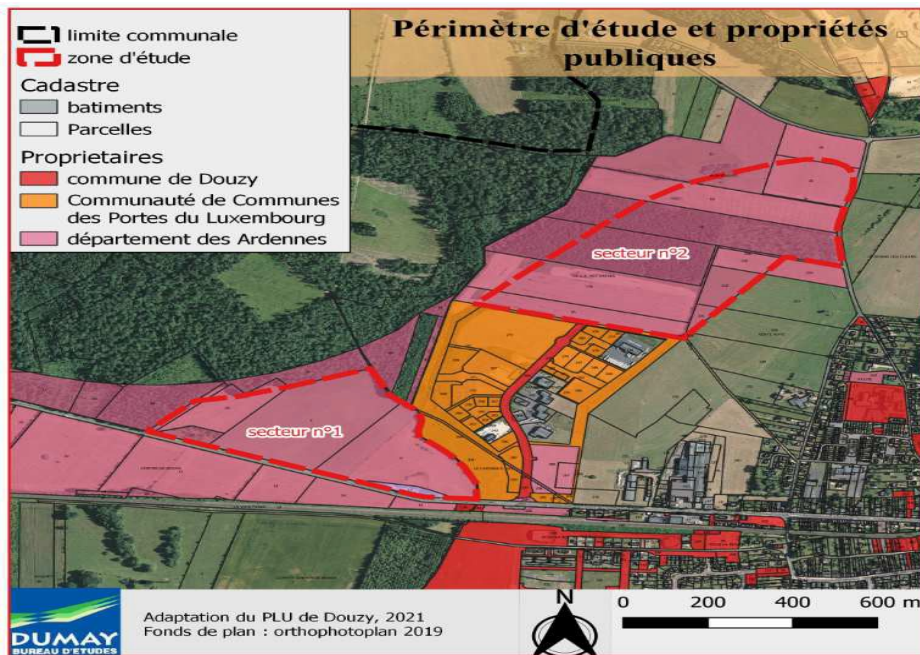 Périmètre d'étude et propriétés
publiques
limite communale
zone d'étude
Cadastre
batiments
Parcelles
Proprietaires
commune de Douzy
Communauté de Communes
des Portes du Luxembourg
département des Ardennes
secteur n°2
secteur n°1
DUMAY
BUREAU D'ETUDES
Adaptation du PLU de Douzy, 2021
Fonds de plan : orthophotoplan 2019
N
0 200 400 600 m